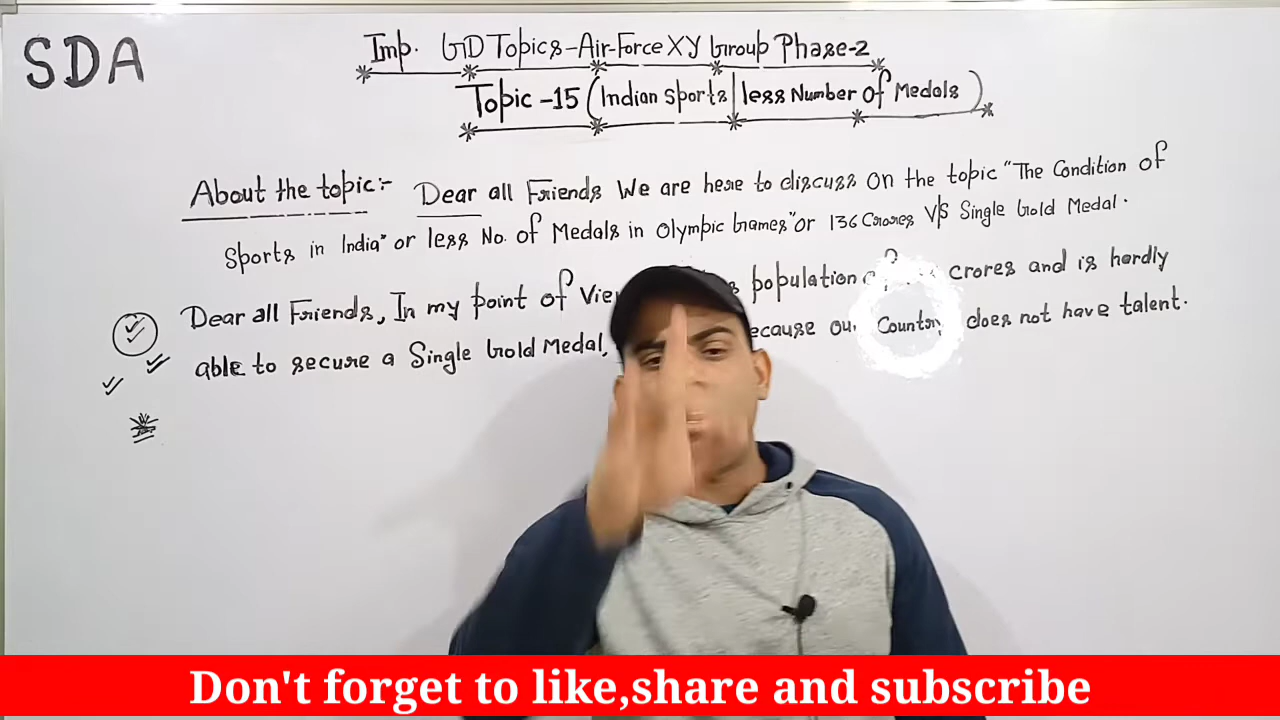 SDA
Imp. GD Topics-Air-Force XY Group Phase-2
Topic -15 (Indian Sports| less Number of Medals)
About the topic:- Dear all Friends We are here to discuss on the topic "The Condition of
Sports in India" or less No. of Medals in Olympic Games" or 136 Crores V/s Single Gold Medal.
Dear all Friends, In my point of population crores and is hardly
able to secure a Single Gold Medal, our Country does not have talent.
Don't forget to like,share and subscribe